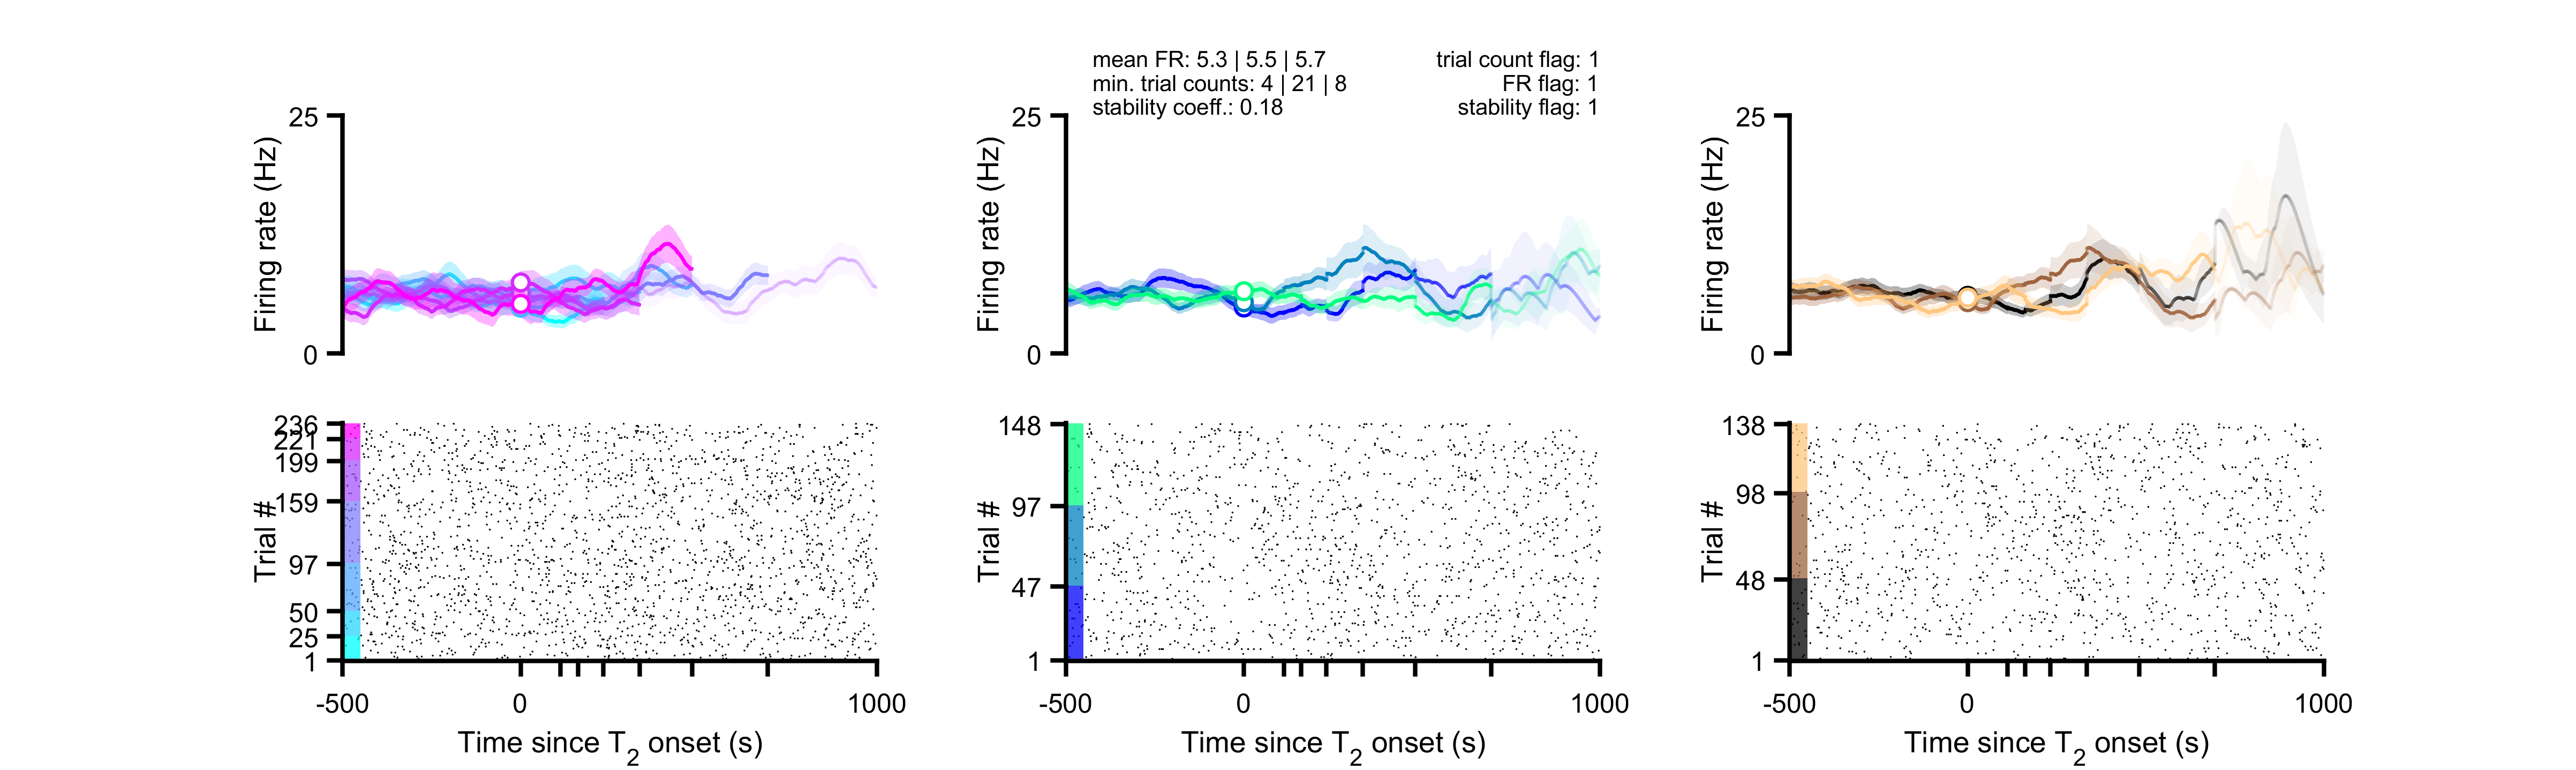 mean FR: 5.3 | 5.5 | 5.7
min. trial counts: 4 | 21 | 8
stability coeff.: 0.18
trial count flag: 1
FR flag: 1
stability flag: 1
25
0
Firing rate (Hz)
25
0
Firing rate (Hz)
25
0
Firing rate (Hz)
236
221
199
159
97
50
25
1
Trial #
-500
0
1000
Time since T2 onset (s)
148
97
47
1
Trial #
-500
0
1000
Time since T2 onset (s)
138
98
48
1
Trial #
-500
0
1000
Time since T2 onset (s)